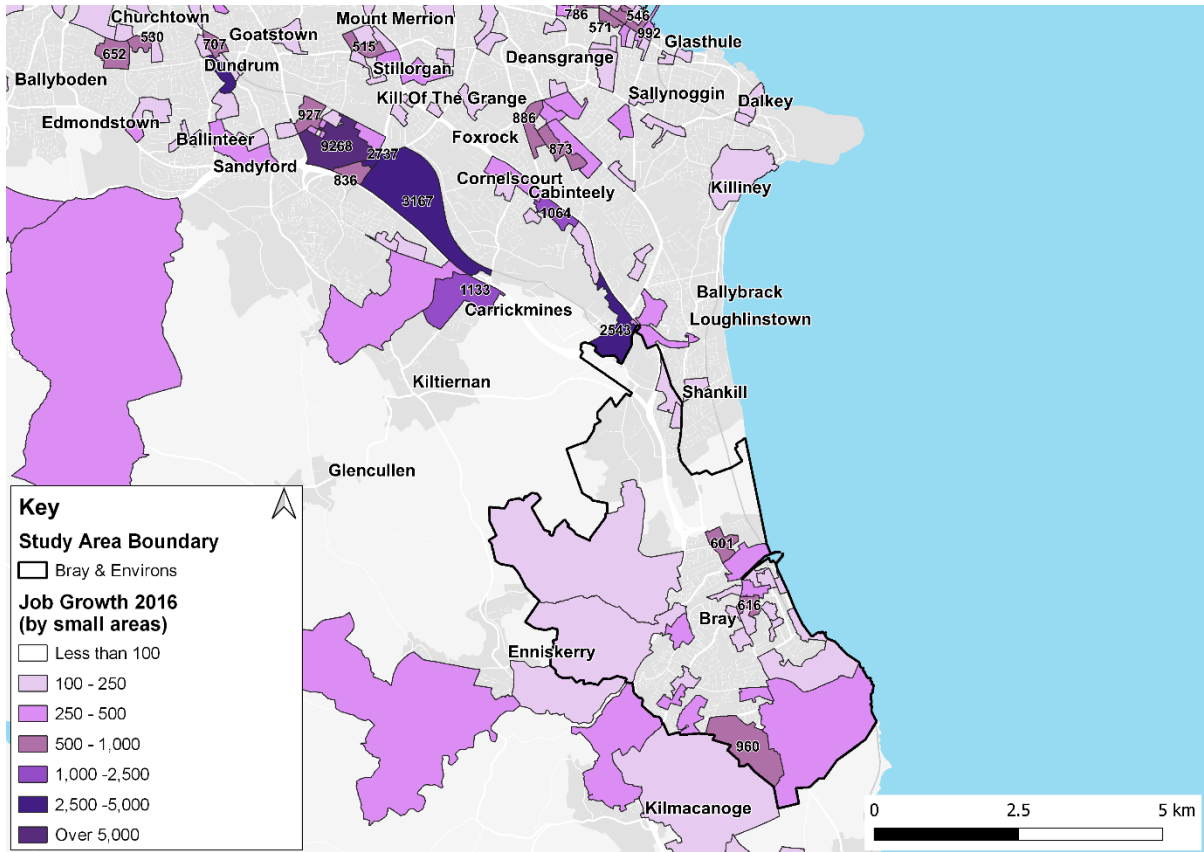 Churchtown
Mount Merrion
786
546
530
707
Goatstown
571
992
Glasthule
652
515
Deansgrange
Ballyboden
Dundrum
Stillorgan
Kill Of The Grange
Sallynoggin
Dalkey
Edmondstown
927
886
Ballinteer
Foxrock
9268
2737
873
Sandyford
836
Cornelscourt
Killiney
3167
Cabinteely
1064
1133
Ballybrack
Carrickmines
Loughlinstown
2543
Kiltiernan
Shankill
Glencullen
601
616
Bray
Enniskerry
960
Kilmacanoge
Key
Study Area Boundary
Bray & Environs
Job Growth 2016
(by small areas)
Less than 100
100 - 250
250 - 500
500 - 1,000
1,000 -2,500
2,500 -5,000
Over 5,000
0 2.5 5 km